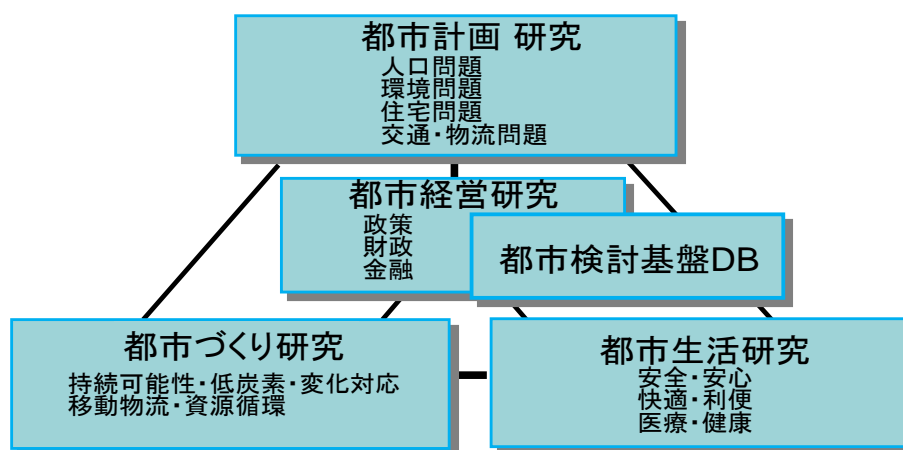 都市計画 研究
人口問題
環境問題
住宅問題
交通・物流問題
都市経営研究
政策
財政
金融
都市検討基盤DB
都市づくり研究
持続可能性・低炭素・変化対応
移動物流・資源循環
都市生活研究
安全・安心
快適・利便
医療・健康